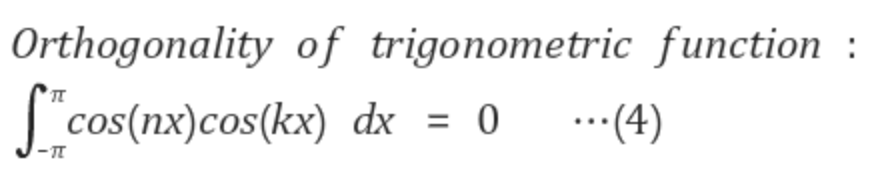 Orthogonality of trigonometric function :
∫_{-π}^{π} cos(nx)cos(kx) dx = 0 ⋯(4)